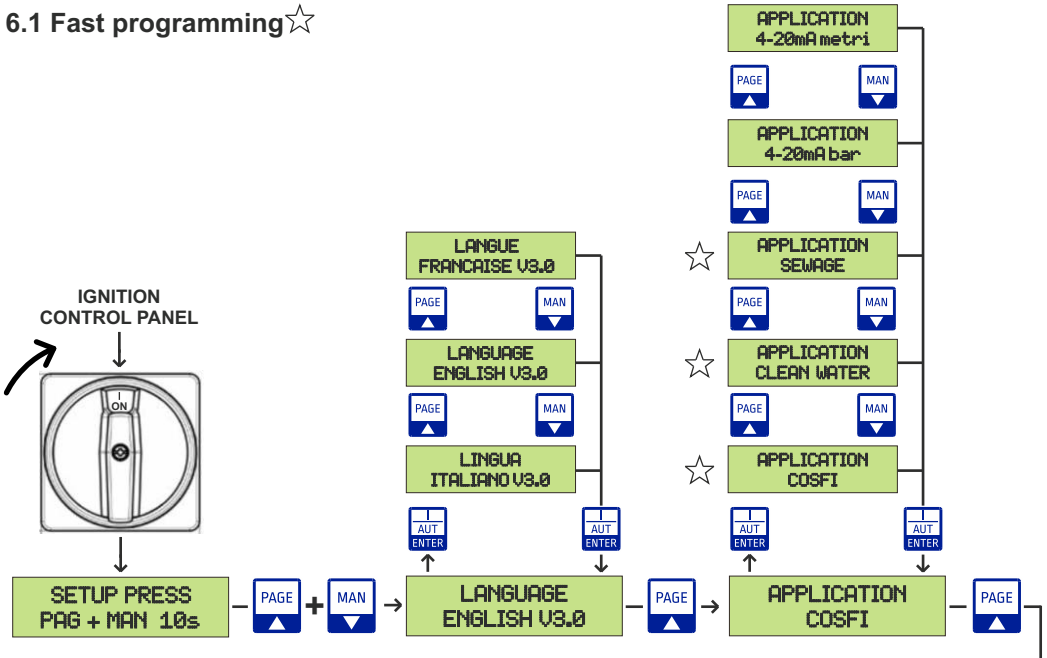 6.1 Fast programming
IGNITION
CONTROL PANEL
I
ON
SETUP PRESS
PAG + MAN 10s
PAGE
+
MAN
LANGUE
FRANCAISE V3.0
PAGE
MAN
LANGUAGE
ENGLISH V3.0
PAGE
MAN
LINGUA
ITALIANO V3.0
AUT
ENTER
AUT
ENTER
LANGUAGE
ENGLISH V3.0
PAGE
APPLICATION
4-20mA metri
PAGE
MAN
APPLICATION
4-20mA bar
PAGE
MAN
APPLICATION
SEWAGE
PAGE
MAN
APPLICATION
CLEAN WATER
PAGE
MAN
APPLICATION
COSFI
AUT
ENTER
AUT
ENTER
APPLICATION
COSFI
PAGE